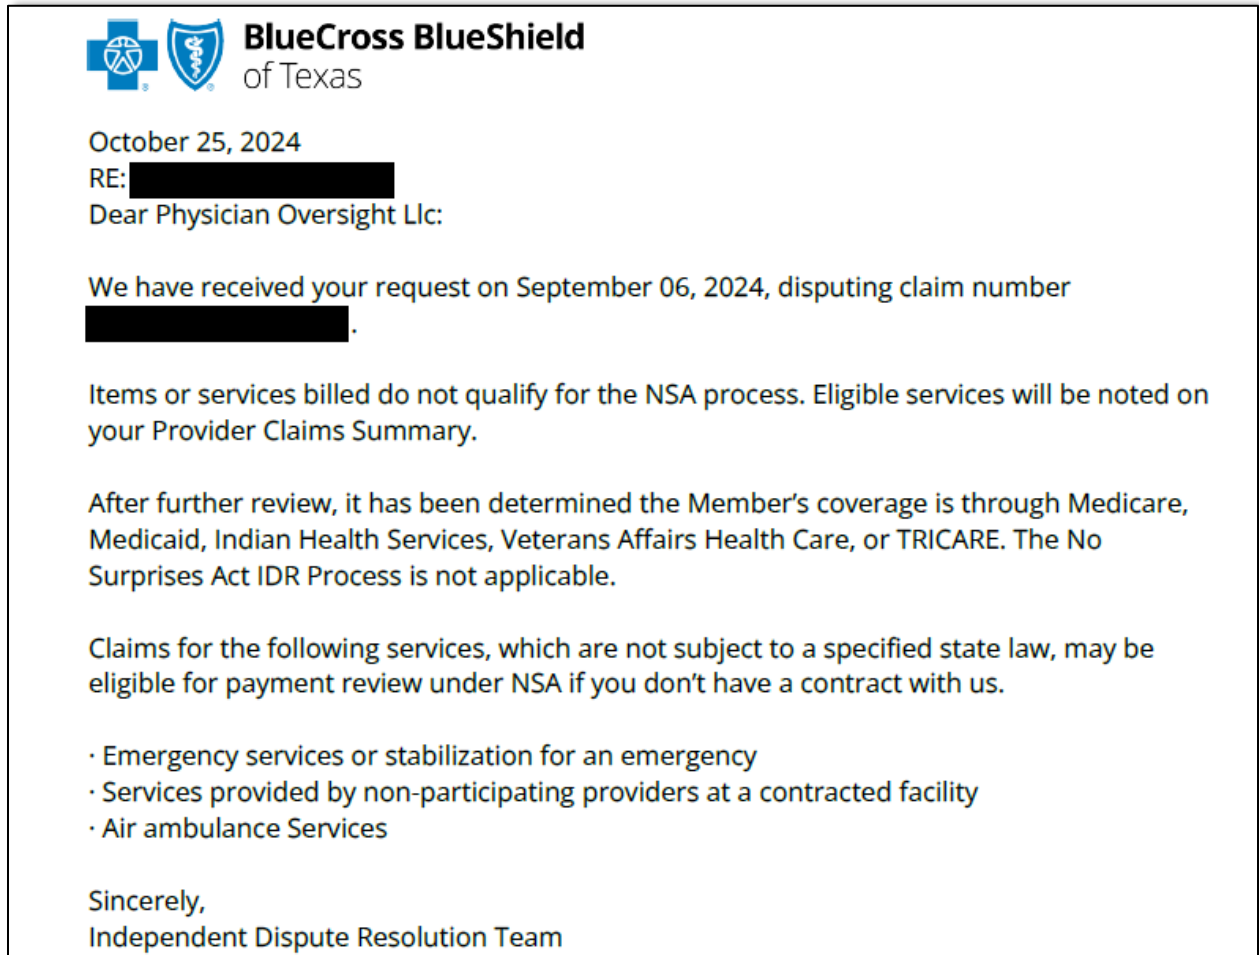 BlueCross BlueShield
of Texas
October 25, 2024
RE:
Dear Physician Oversight Llc:
We have received your request on September 06, 2024, disputing claim number
.
Items or services billed do not qualify for the NSA process. Eligible services will be noted on
your Provider Claims Summary.
After further review, it has been determined the Member’s coverage is through Medicare,
Medicaid, Indian Health Services, Veterans Affairs Health Care, or TRICARE. The No
Surprises Act IDR Process is not applicable.
Claims for the following services, which are not subject to a specified state law, may be
eligible for payment review under NSA if you don’t have a contract with us.
· Emergency services or stabilization for an emergency
· Services provided by non-participating providers at a contracted facility
· Air ambulance Services
Sincerely,
Independent Dispute Resolution Team